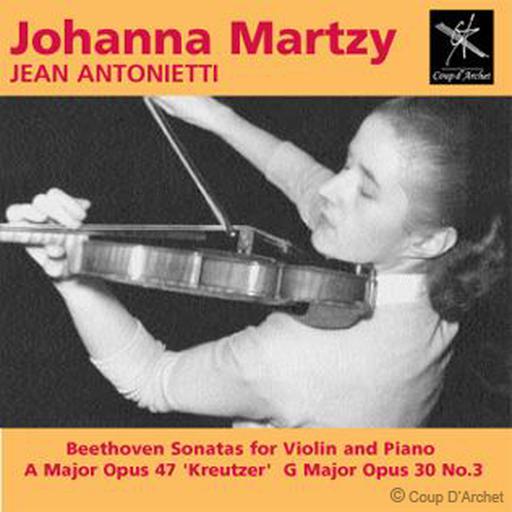 Johanna Martzy
JEAN ANTONIETTI
Coup d'Archet
Beethoven Sonatas for Violin and Piano
A Major Opus 47 'Kreutzer' G Major Opus 30 No.3
© Coup D'Archet